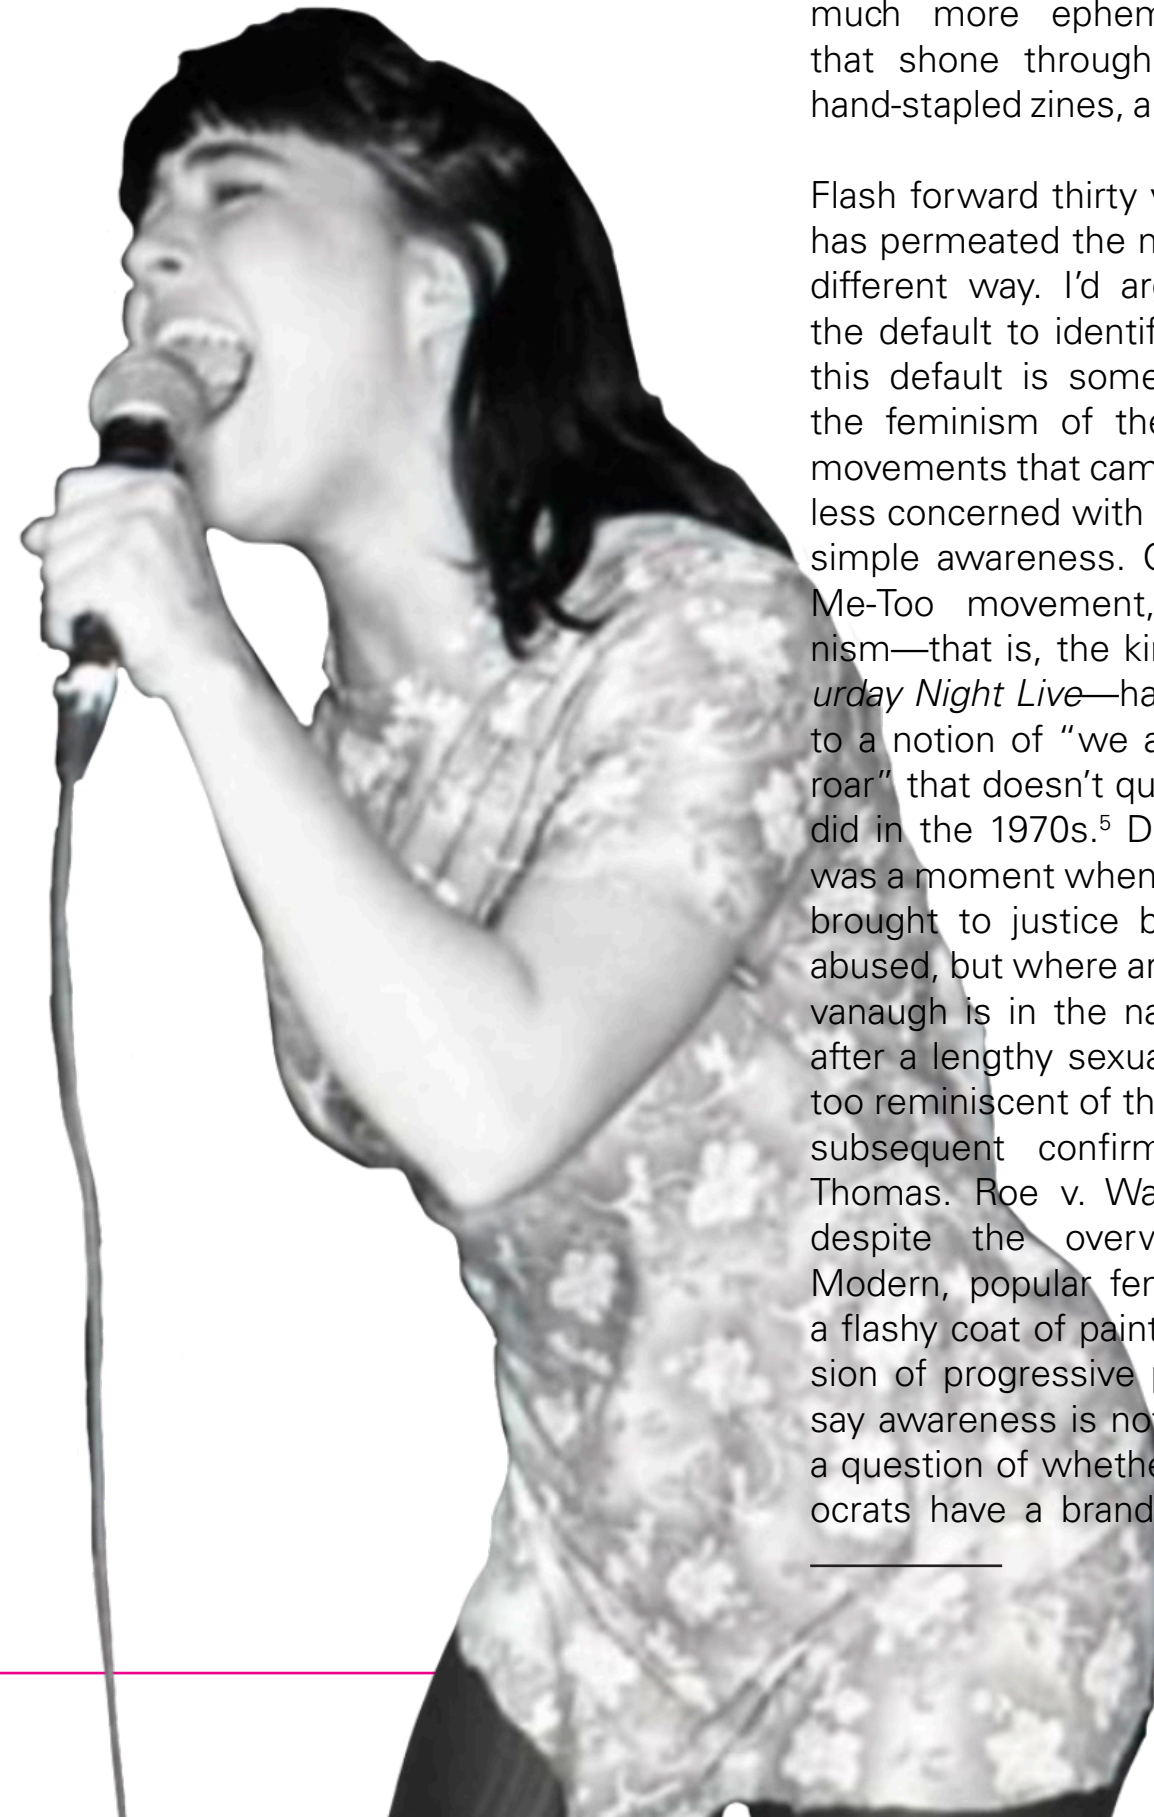 much more ephem
that shone through
hand-stapled zines, a
Flash forward thirty
has permeated the
different way. I’d
the default to identif
this default is some
the feminism of the
movements that cam
less concerned with
simple awareness.
Me-Too movement,
nism—that is, the kin
urday Night Live—ha
to a notion of “we a
roar” that doesn’t qu
did in the 1970s.⁵ D
was a moment when
brought to justice b
abused, but where ar
vanaugh is in the na
after a lengthy sexua
too reminiscent of th
subsequent confirm
Thomas. Roe v. Wa
despite the overv
Modern, popular fem
a flashy coat of paint
sion of progressive p
say awareness is not
a question of whethe
ocrats have a brand